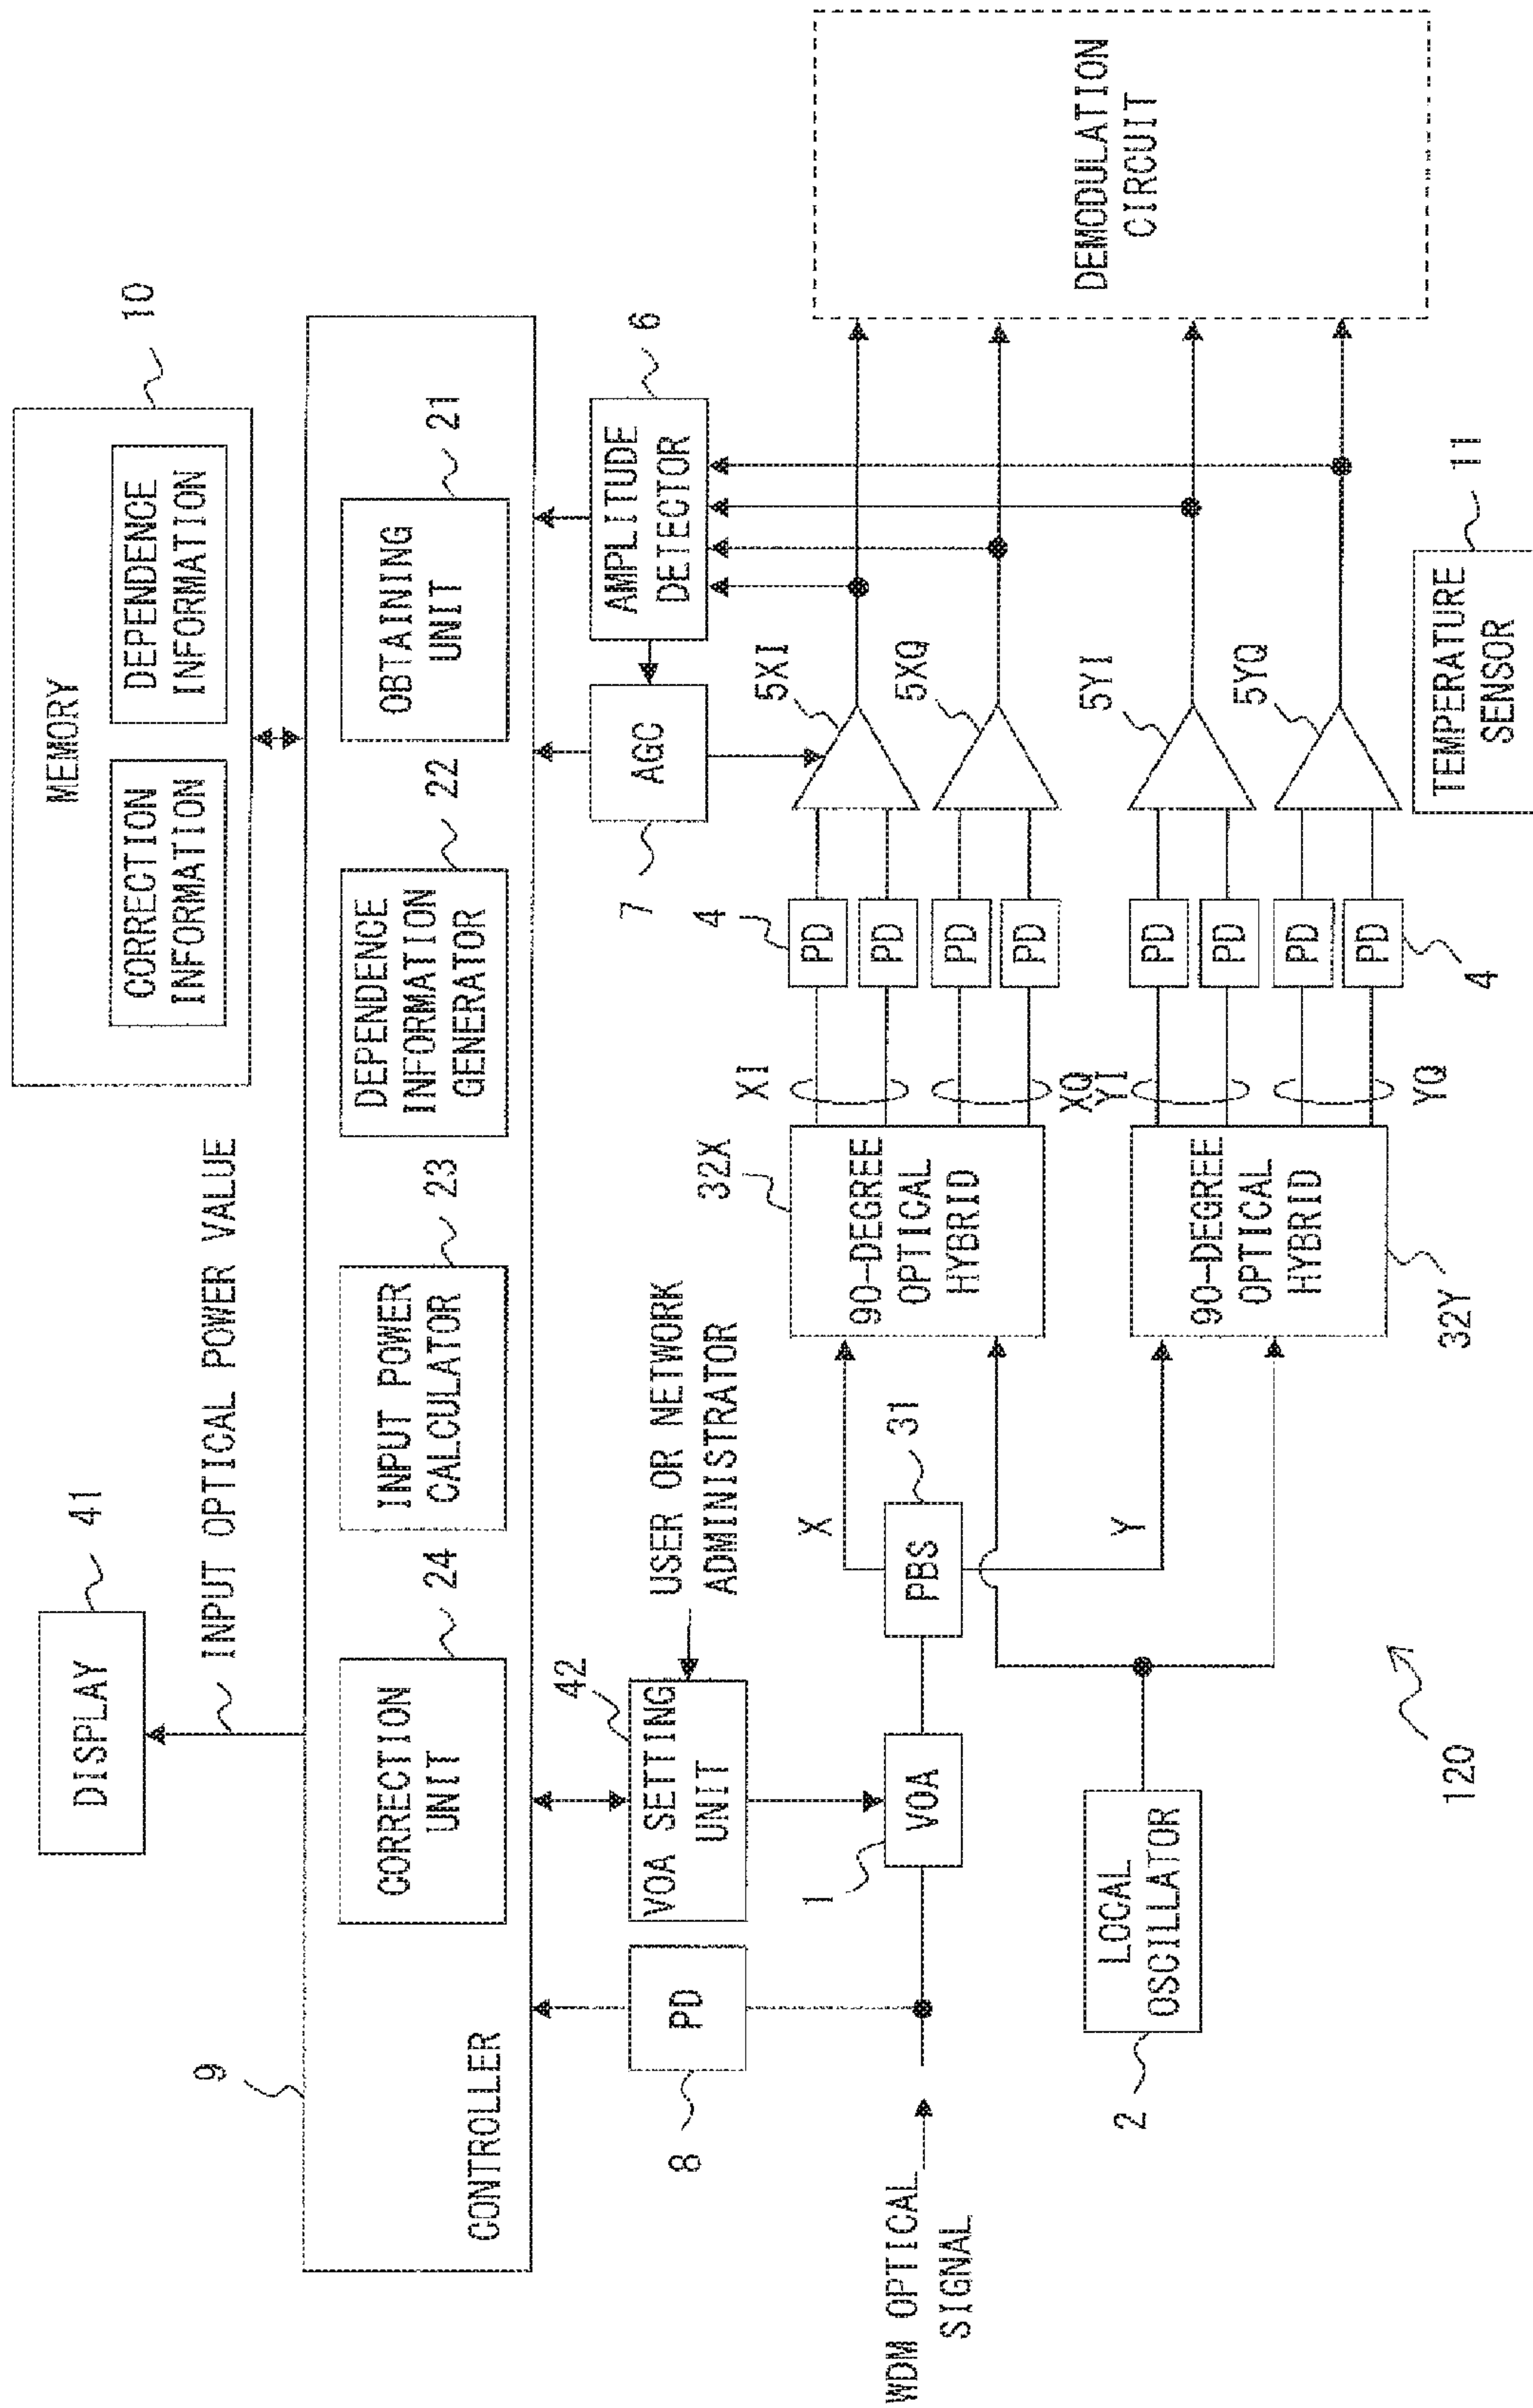 DISPLAY
41
INPUT OPTICAL POWER VALUE
MEMORY
10
CORRECTION
INFORMATION
DEPENDENCE
INFORMATION
9
CONTROLLER
CORRECTION
UNIT
24
INPUT POWER
CALCULATOR
23
DEPENDENCE
INFORMATION
GENERATOR
22
OBTAINING
UNIT
21
8
PD
VOA SETTING
UNIT
42
USER OR NETWORK
ADMINISTRATOR
7
AGC
AMPLITUDE
DETECTOR
6
WDM OPTICAL
SIGNAL
1
VOA
PBS
31
X
Y
2
LOCAL
OSCILLATOR
32X
90-DEGREE
OPTICAL
HYBRID
90-DEGREE
OPTICAL
HYBRID
32Y
XI
XQ
YI
YQ
4
PD
PD
PD
PD
PD
PD
PD
PD
4
5XI
5XQ
5YI
5YQ
DEMODULATION
CIRCUIT
TEMPERATURE
SENSOR
11
120